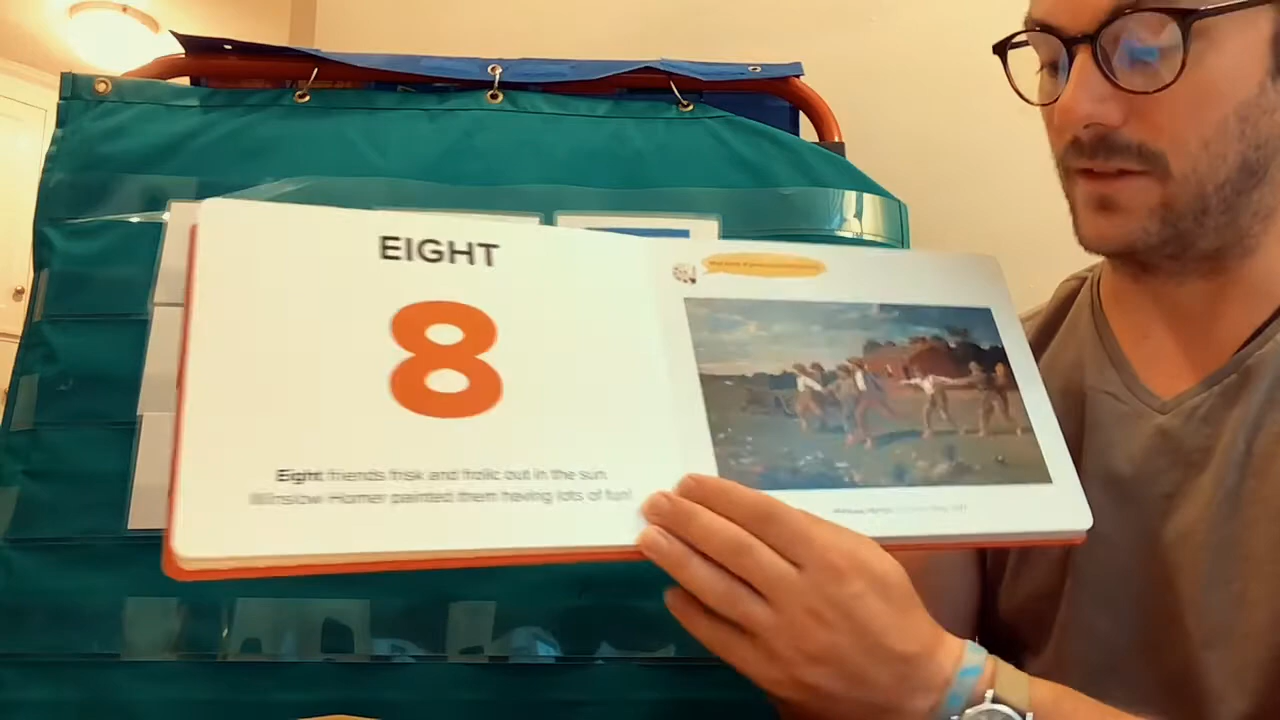 EIGHT
8
Eight friends frisk and frolic out in the sun.
Winslow Homer painted them having lots of fun!